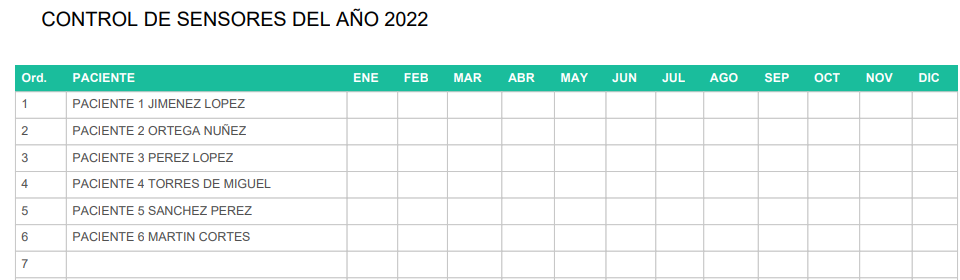 CONTROL DE SENSORES DEL AÑO 2022
Ord. PACIENTE ENE FEB MAR ABR MAY JUN JUL AGO SEP OCT NOV DIC
1 PACIENTE 1 JIMENEZ LOPEZ
2 PACIENTE 2 ORTEGA NUÑEZ
3 PACIENTE 3 PEREZ LOPEZ
4 PACIENTE 4 TORRES DE MIGUEL
5 PACIENTE 5 SANCHEZ PEREZ
6 PACIENTE 6 MARTIN CORTES
7